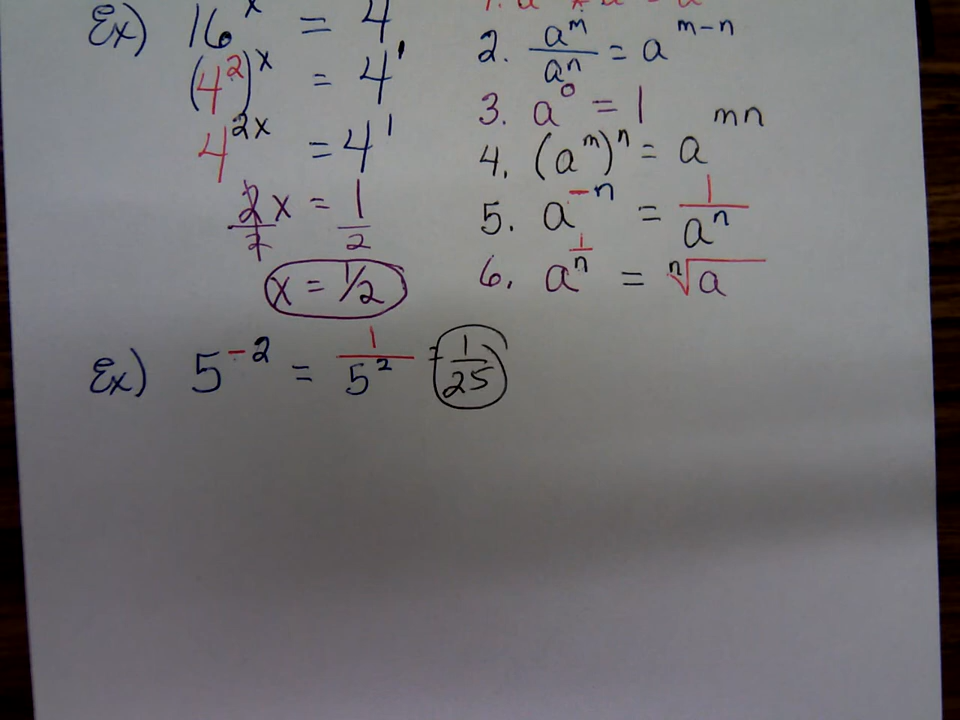 Ex) 16^x = 4
(4^2)^x = 4^1
4^{2x} = 4^1
2x/2 = 1/2
x = 1/2
Ex) 5^{-2} = 1/5^2 = 1/25
2. a^m/a^n = a^{m-n}
3. a^0 = 1
4. (a^m)^n = a^{mn}
5. a^{-n} = 1/a^n
6. a^{1/n} = ⁿ√a